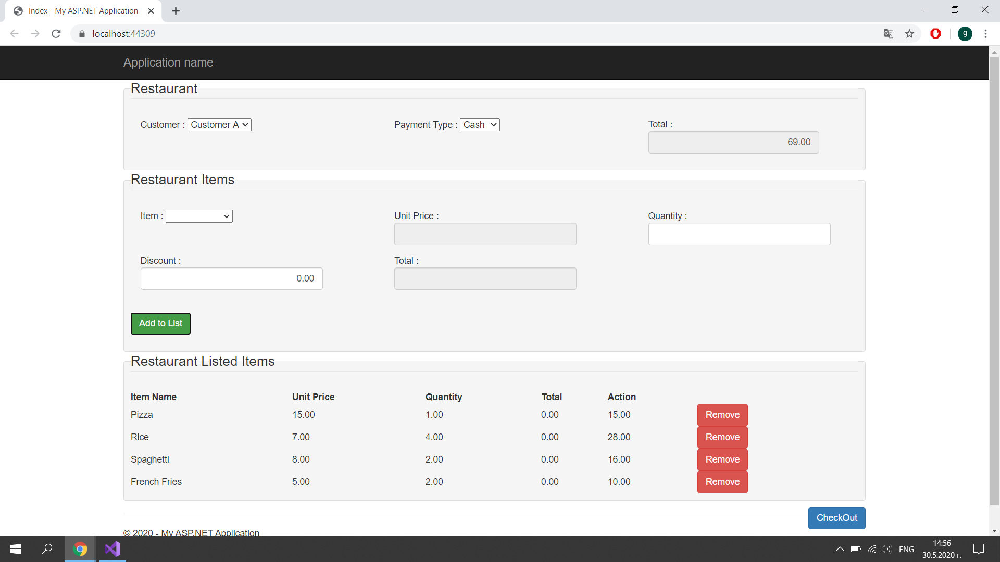 Index - My ASP.NET Application
localhost:44309
g
Application name
Restaurant
Customer : Customer A Payment Type : Cash Total :
69.00
Restaurant Items
Item : Unit Price : Quantity :
Discount : Total :
0.00
Add to List
Restaurant Listed Items
Item Name Unit Price Quantity Total Action
Pizza 15.00 1.00 0.00 15.00 Remove
Rice 7.00 4.00 0.00 28.00 Remove
Spaghetti 8.00 2.00 0.00 16.00 Remove
French Fries 5.00 2.00 0.00 10.00 Remove
CheckOut
© 2020 - My ASP.NET Application
ENG
14:56
30.5.2020 г.